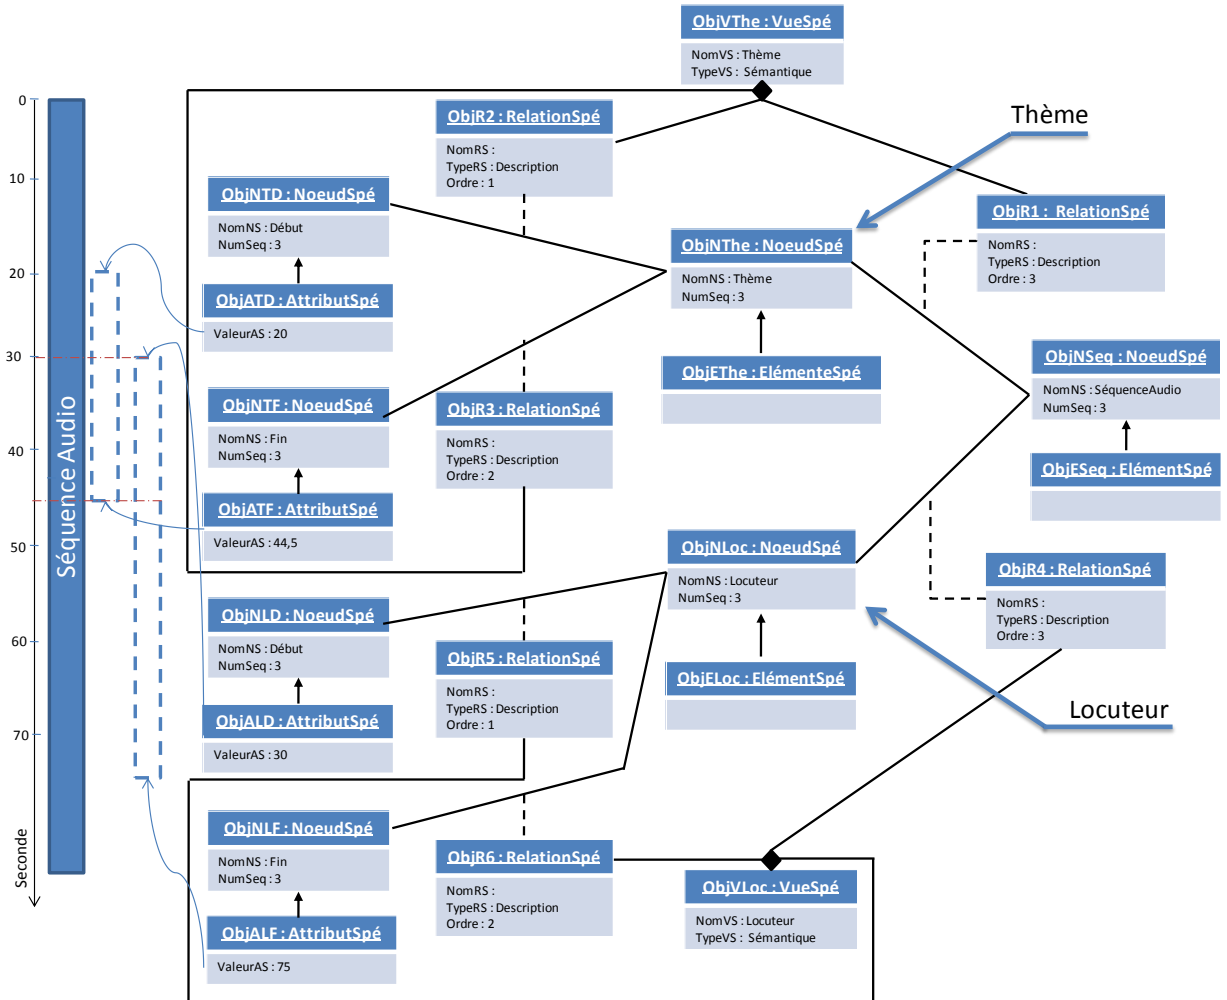 ObjVThe : VueSpé
NomVS : Thème
TypeVS : Sémantique
Thème
ObjR2 : RelationSpé
NomRS :
TypeRS : Description
Ordre : 1
ObjR1 : RelationSpé
NomRS :
TypeRS : Description
Ordre : 3
ObjNTD : NoeudSpé
NomNS : Début
NumSeq : 3
ObjATD : AttributSpé
ValeurAS : 20
ObjNThe : NoeudSpé
NomNS : Thème
NumSeq : 3
ObjEThe : ElémenteSpé
ObjNSeq : NoeudSpé
NomNS : SéquenceAudio
NumSeq : 3
ObjESeq : ElémentSpé
ObjNTF : NoeudSpé
NomNS : Fin
NumSeq : 3
ObjATF : AttributSpé
ValeurAS : 44,5
ObjR3 : RelationSpé
NomRS :
TypeRS : Description
Ordre : 2
ObjNLoc : NoeudSpé
NomNS : Locuteur
NumSeq : 3
ObjELoc : ElémentSpé
ObjR4 : RelationSpé
NomRS :
TypeRS : Description
Ordre : 3
Locuteur
ObjNLD : NoeudSpé
NomNS : Début
NumSeq : 3
ObjALD : AttributSpé
ValeurAS : 30
ObjR5 : RelationSpé
NomRS :
TypeRS : Description
Ordre : 1
ObjNLF : NoeudSpé
NomNS : Fin
NumSeq : 3
ObjALF : AttributSpé
ValeurAS : 75
ObjR6 : RelationSpé
NomRS :
TypeRS : Description
Ordre : 2
ObjVLoc : VueSpé
NomVS : Locuteur
TypeVS : Sémantique
0
10
20
30
40
50
60
70
Seconde
Séquence Audio